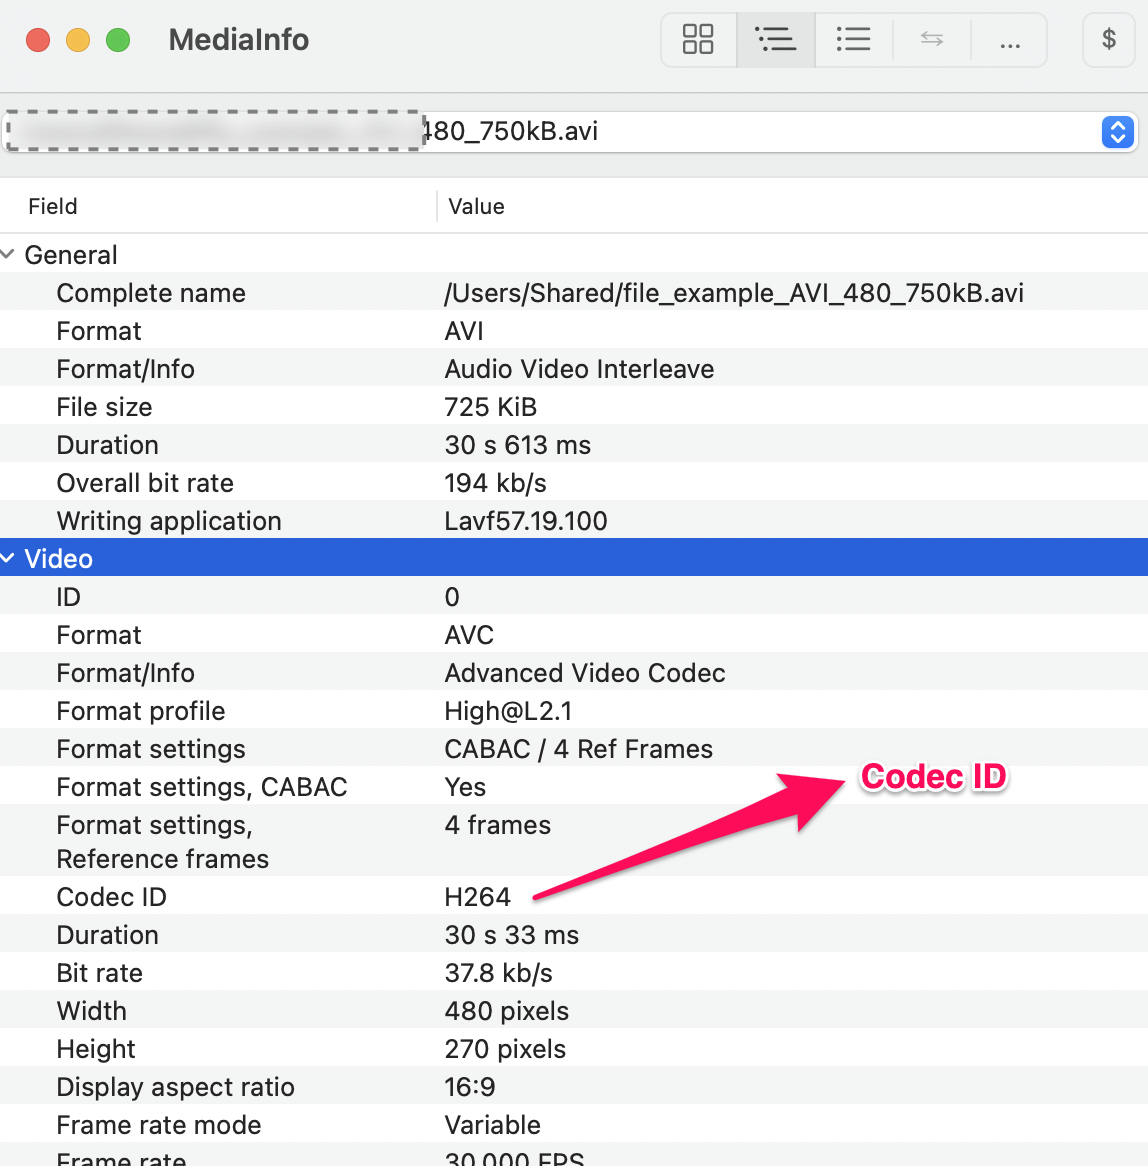 MediaInfo
...
$
480_750kB.avi
Field Value
General
Complete name /Users/Shared/file_example_AVI_480_750kB.avi
Format AVI
Format/Info Audio Video Interleave
File size 725 KiB
Duration 30 s 613 ms
Overall bit rate 194 kb/s
Writing application Lavf57.19.100
Video
ID 0
Format AVC
Format/Info Advanced Video Codec
Format profile High@L2.1
Format settings CABAC / 4 Ref Frames
Codec ID
Format settings, CABAC Yes
Format settings, 4 frames
Reference frames
Codec ID H264
Duration 30 s 33 ms
Bit rate 37.8 kb/s
Width 480 pixels
Height 270 pixels
Display aspect ratio 16:9
Frame rate mode Variable
Frame rate 30.000 FPS